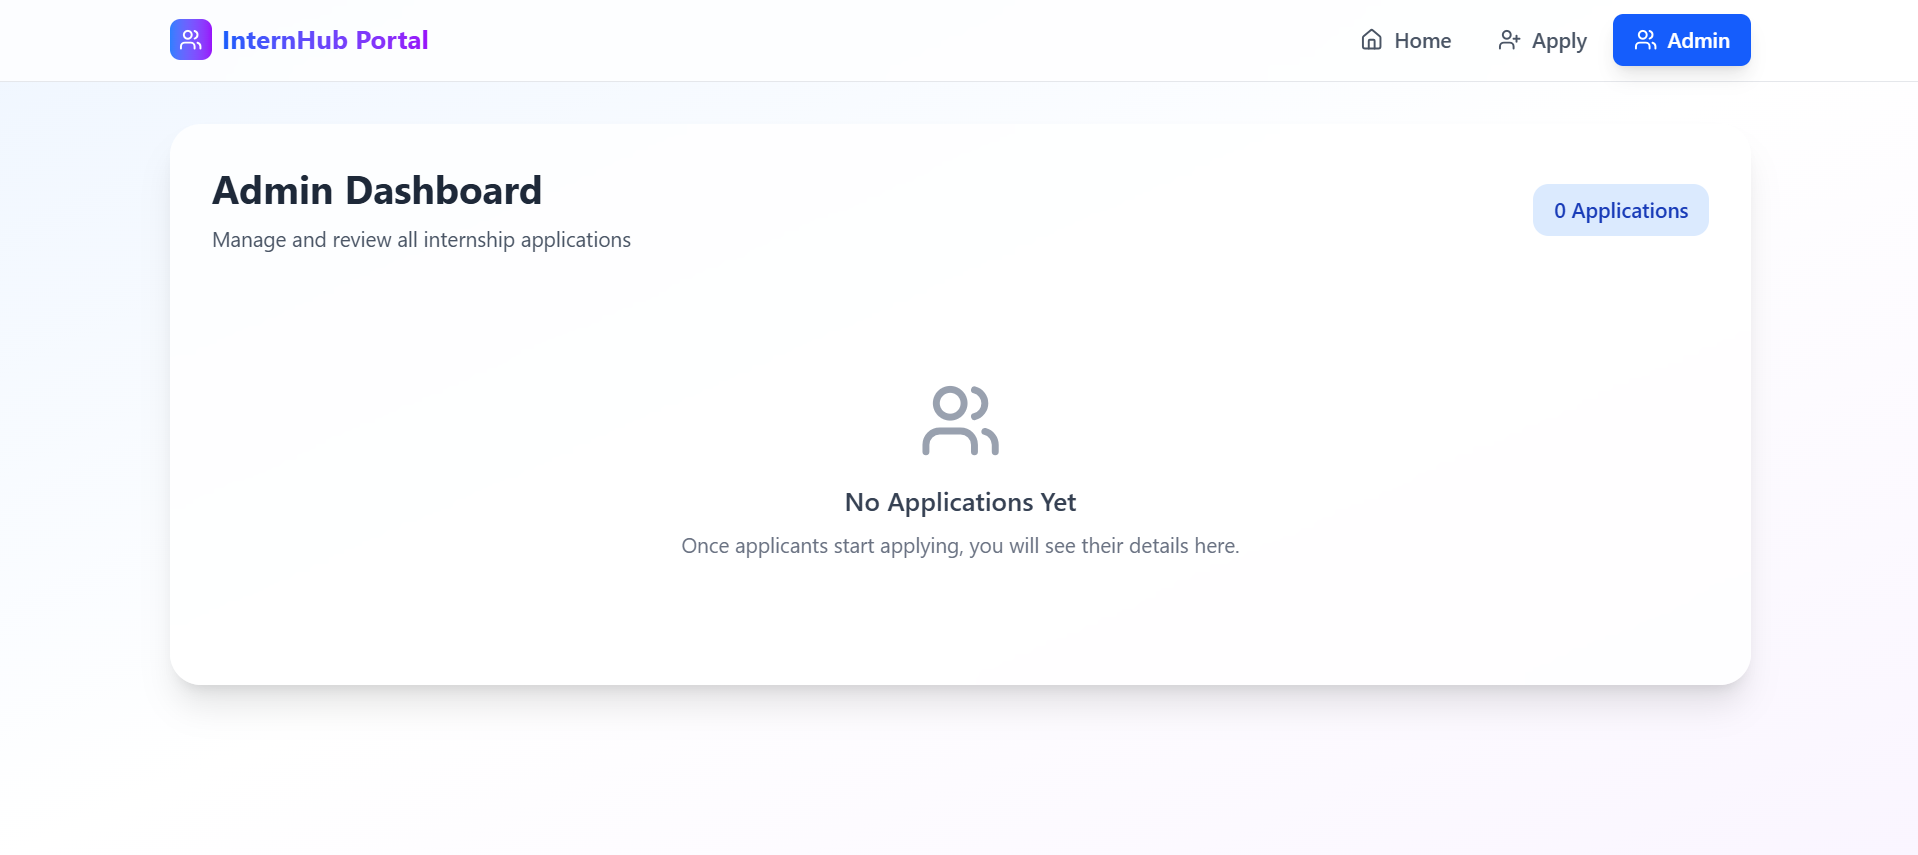 InternHub Portal
Home
Apply
Admin
Admin Dashboard
Manage and review all internship applications
0 Applications
No Applications Yet
Once applicants start applying, you will see their details here.